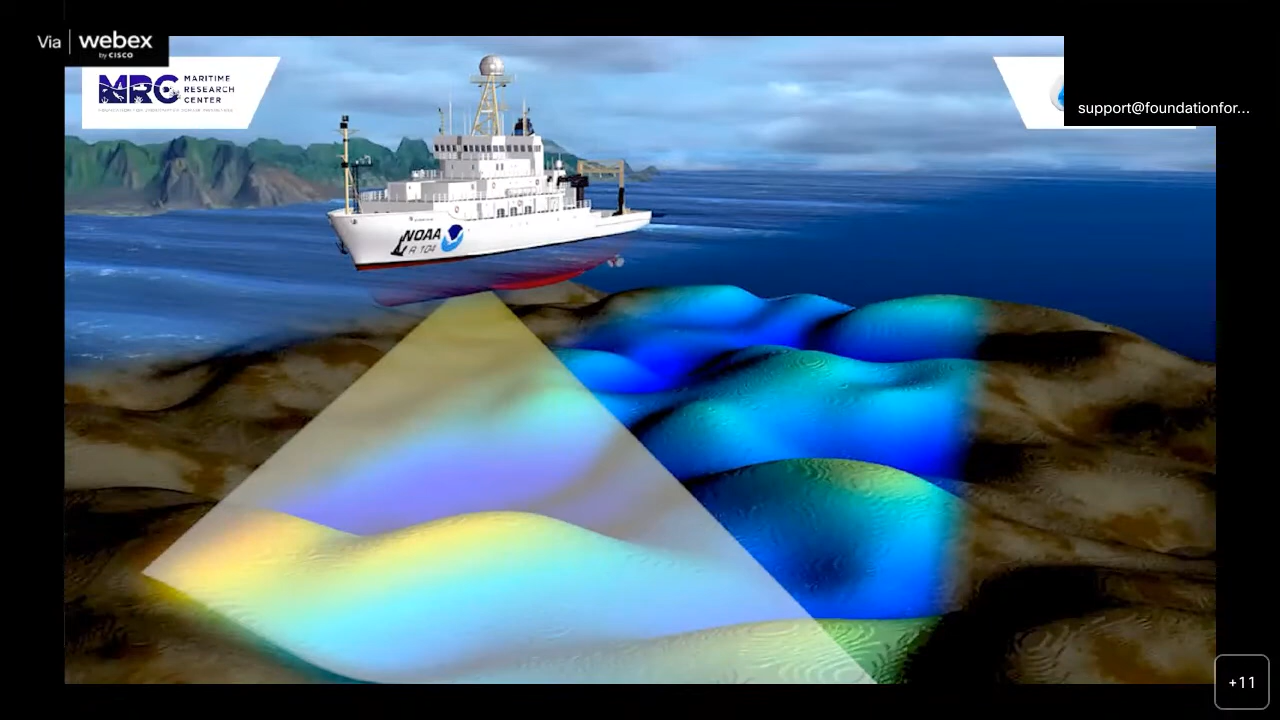 Via webex
by CISCO
MRC MARITIME
RESEARCH
CENTER
support@foundationfor...
NOAA
R 104
+11